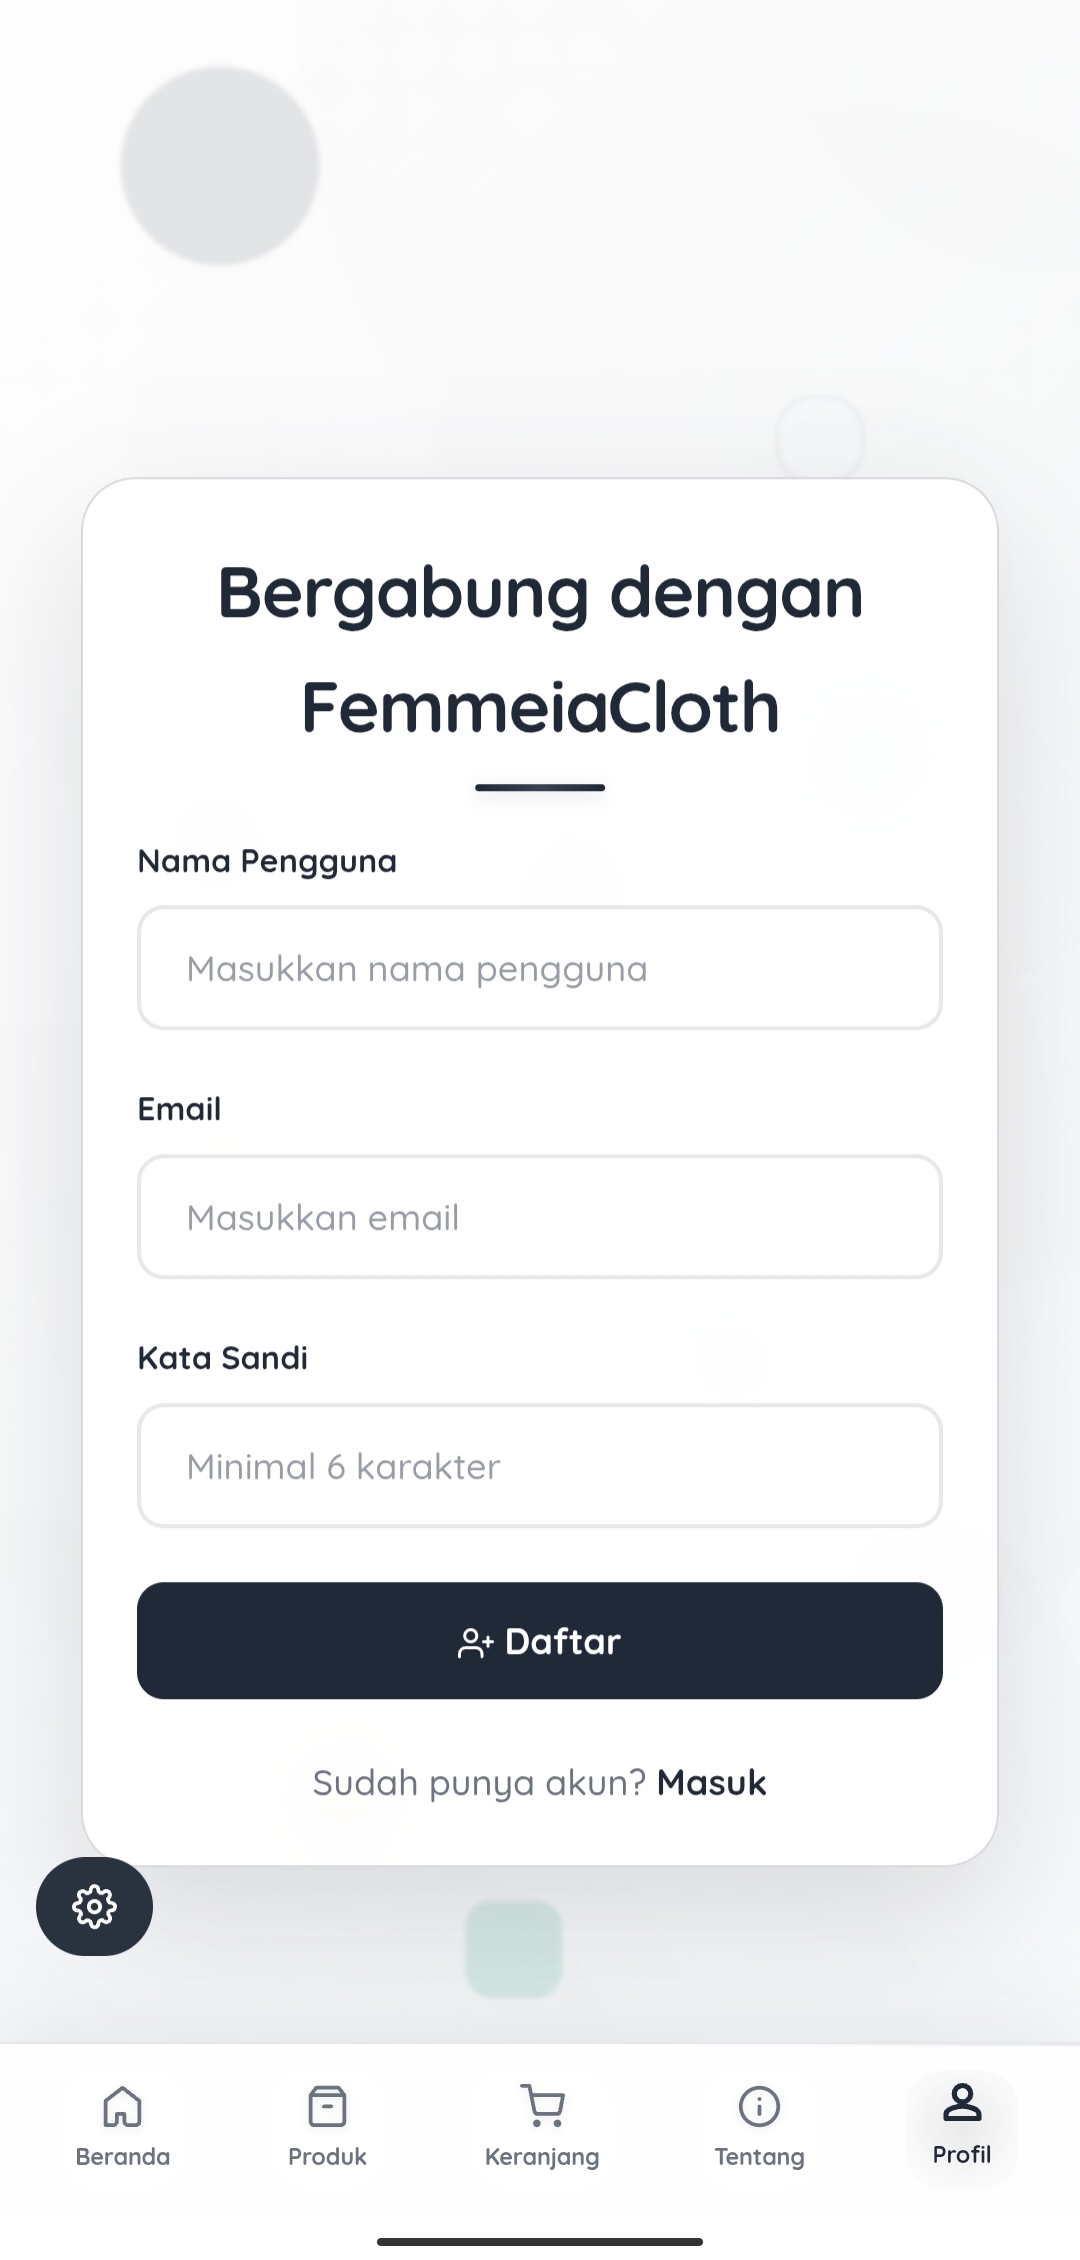 Bergabung dengan
FemmeiaCloth
Nama Pengguna
Masukkan nama pengguna
Email
Masukkan email
Kata Sandi
Minimal 6 karakter
Daftar
Sudah punya akun? Masuk
Beranda
Produk
Keranjang
Tentang
Profil